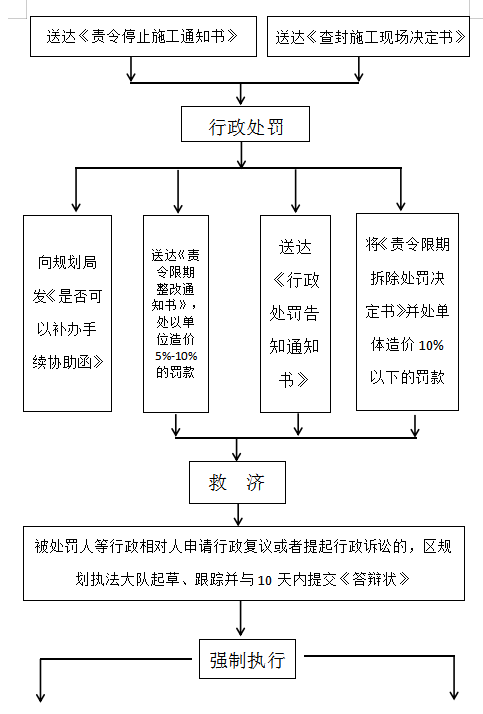 送达《责令停止施工通知书》
送达《查封施工现场决定书》
行政处罚
向规划局
发《是否可
以补办手
续协助函》
送达《责
令限期
整改通
知书》，
处以单
位造价
5%-10%
的罚款
送达
《行政
处罚告
知通知
书》
将《责令限期
拆除处罚决
定书》并处单
体造价 10%
以下的罚款
救 济
被处罚人等行政相对人申请行政复议或者提起行政诉讼的，区规
划执法大队起草、跟踪并与 10 天内提交《答辩状》
强制执行